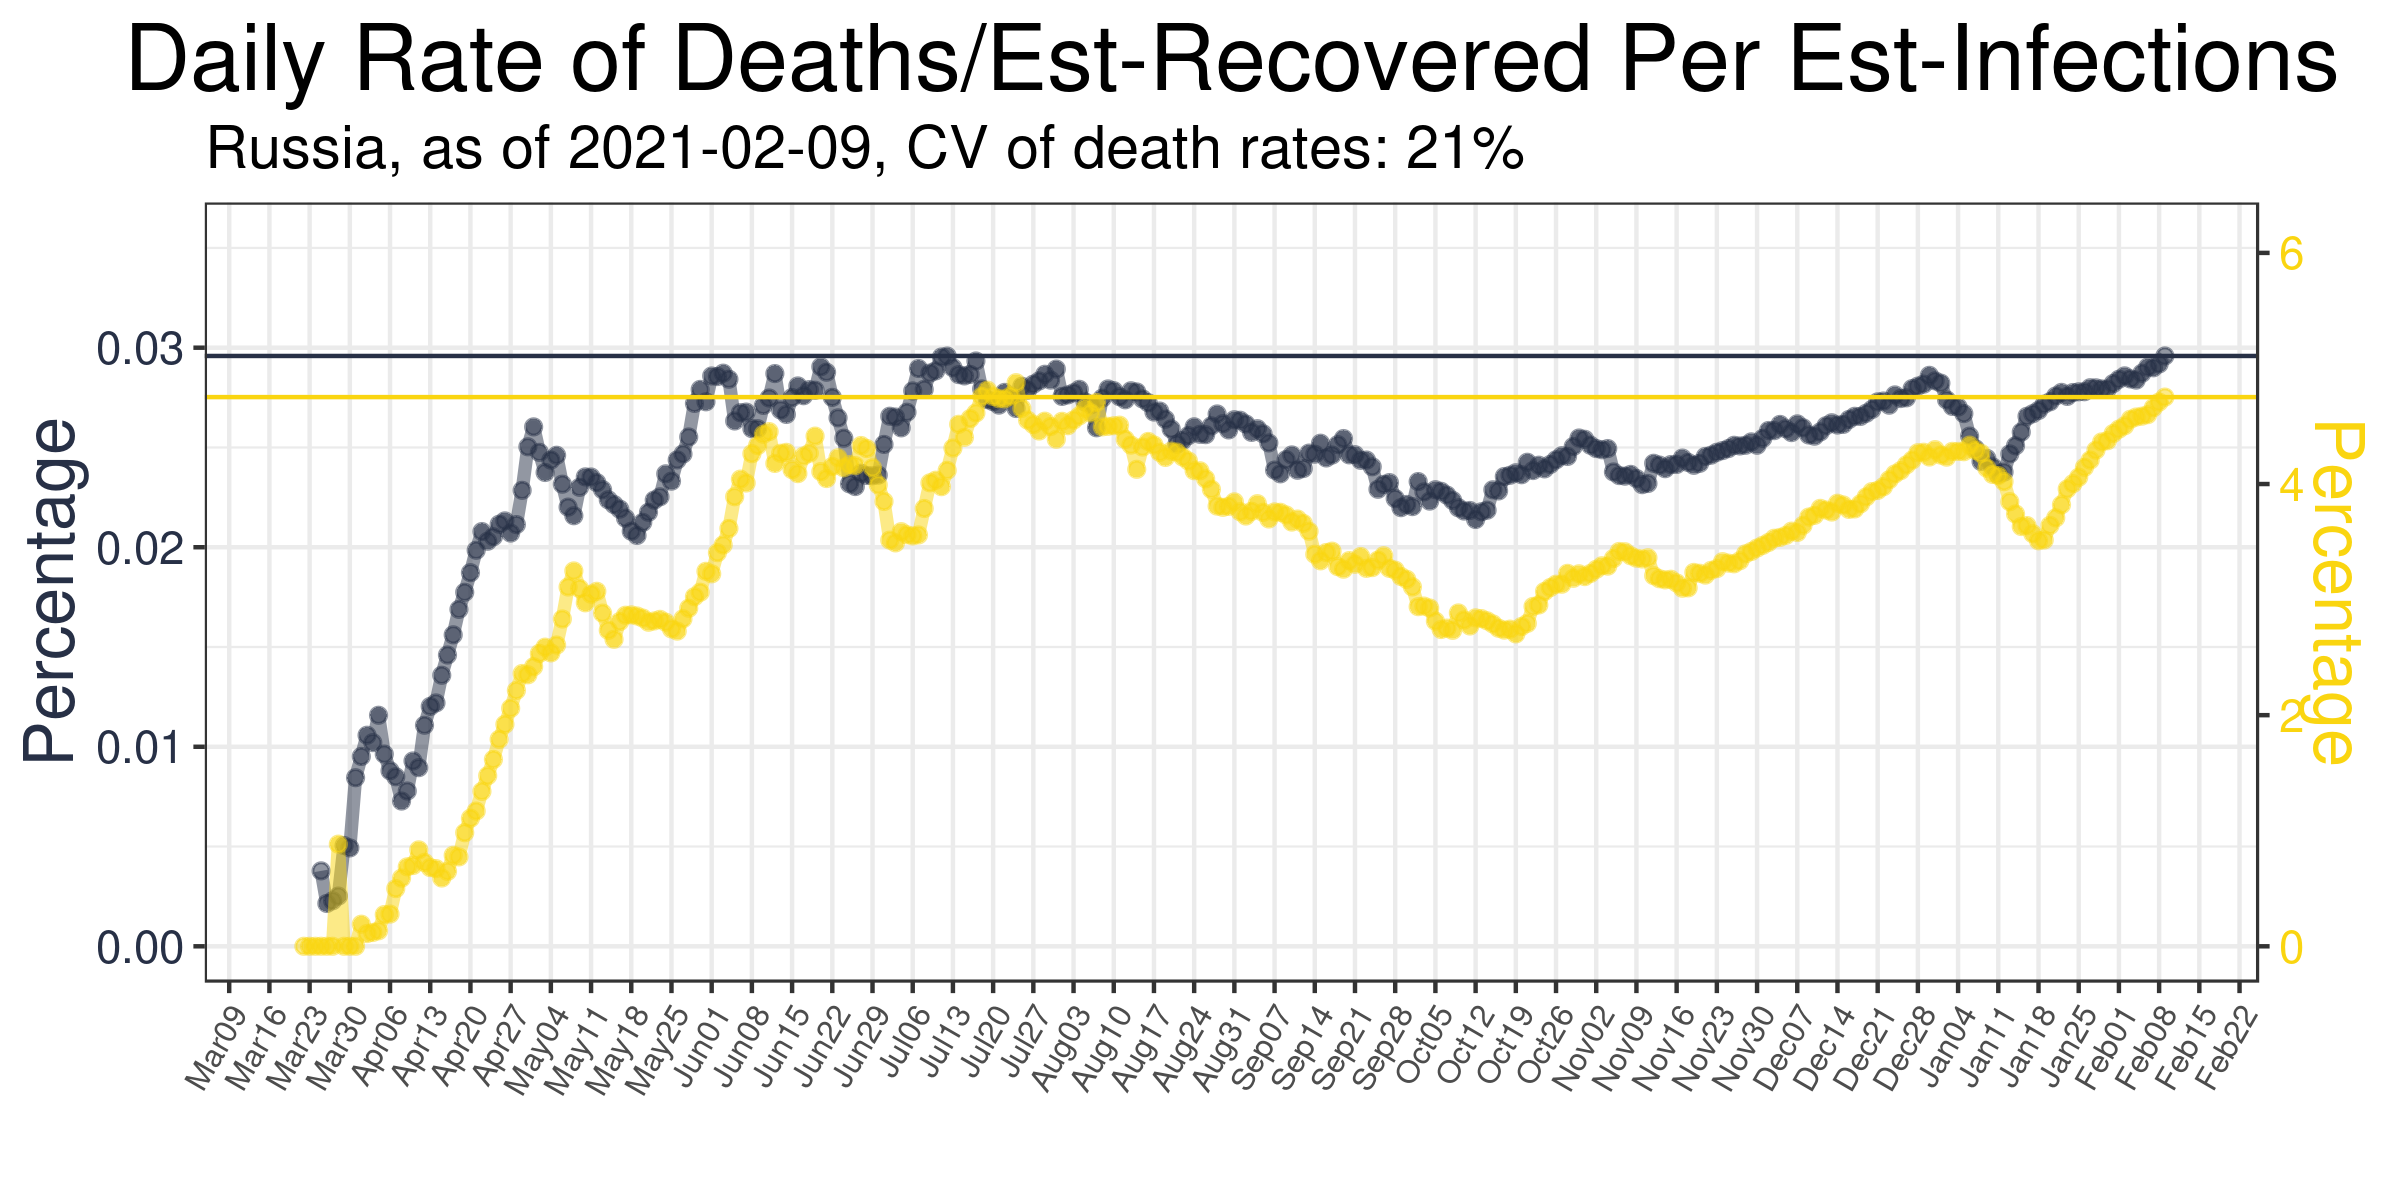 Daily Rate of Deaths/Est-Recovered Per Est-Infections
Russia, as of 2021-02-09, CV of death rates: 21%
Percentage
0.03
0.02
0.01
0.00
6
4
2
0
Percentage
Mar09
Mar16
Mar23
Mar30
Apr06
Apr13
Apr20
Apr27
May04
May11
May18
May25
Jun01
Jun08
Jun15
Jun22
Jun29
Jul06
Jul13
Jul20
Jul27
Aug03
Aug10
Aug17
Aug24
Aug31
Sep07
Sep14
Sep21
Sep28
Oct05
Oct12
Oct19
Oct26
Nov02
Nov09
Nov16
Nov23
Nov30
Dec07
Dec14
Dec21
Dec28
Jan04
Jan11
Jan18
Jan25
Feb01
Feb08
Feb15
Feb22